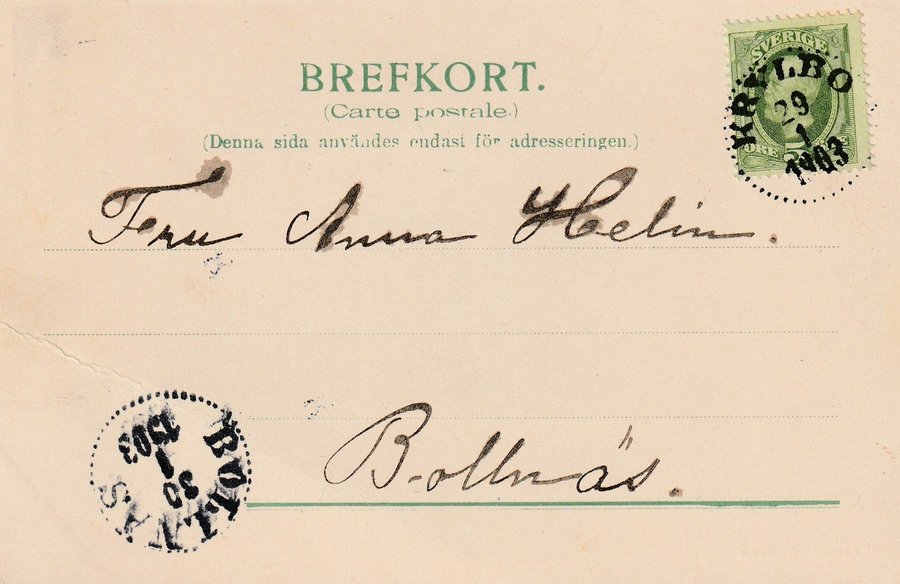 BREFKORT.
(Carte postale.)
(Denna sida användes endast för adresseringen.)
SVERIGE
KRYLBO
29
1
1903
ÖRE
Fru Anna Helin.
Bollnäs.
BOLLNÄS
30
1
1903